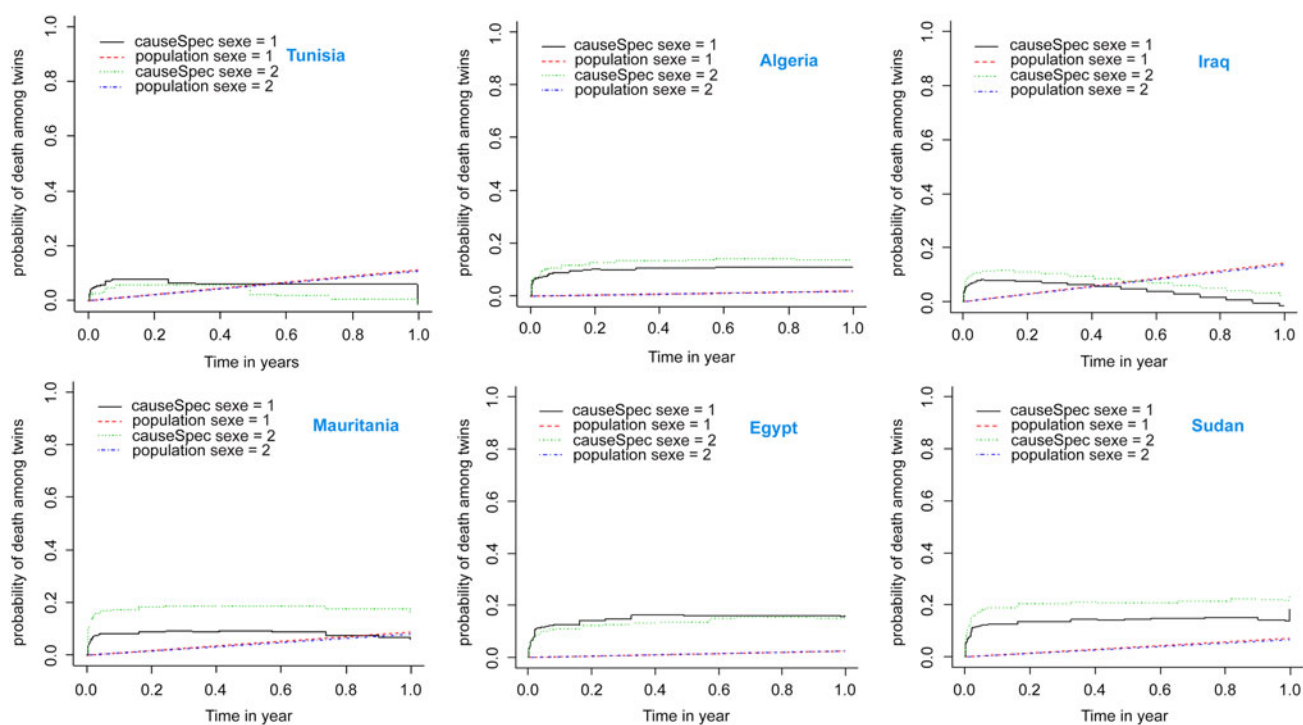 probability of death among twins
0.0 0.2 0.4 0.6 0.8 1.0
causeSpec sexe = 1
population sexe = 1
causeSpec sexe = 2
population sexe = 2
Tunisia
0.0 0.2 0.4 0.6 0.8 1.0
Time in years
probability of death among twins
0.0 0.2 0.4 0.6 0.8 1.0
causeSpec sexe = 1
population sexe = 1
causeSpec sexe = 2
population sexe = 2
Algeria
0.0 0.2 0.4 0.6 0.8 1.0
Time in year
probability of death among twins
0.0 0.2 0.4 0.6 0.8 1.0
causeSpec sexe = 1
population sexe = 1
causeSpec sexe = 2
population sexe = 2
Iraq
0.0 0.2 0.4 0.6 0.8 1.0
Time in year
probability of death among twins
0.0 0.2 0.4 0.6 0.8 1.0
causeSpec sexe = 1
population sexe = 1
causeSpec sexe = 2
population sexe = 2
Mauritania
0.0 0.2 0.4 0.6 0.8 1.0
Time in year
probability of death among twins
0.0 0.2 0.4 0.6 0.8 1.0
causeSpec sexe = 1
population sexe = 1
causeSpec sexe = 2
population sexe = 2
Egypt
0.0 0.2 0.4 0.6 0.8 1.0
Time in year
probability of death among twins
0.0 0.2 0.4 0.6 0.8 1.0
causeSpec sexe = 1
population sexe = 1
causeSpec sexe = 2
population sexe = 2
Sudan
0.0 0.2 0.4 0.6 0.8 1.0
Time in year